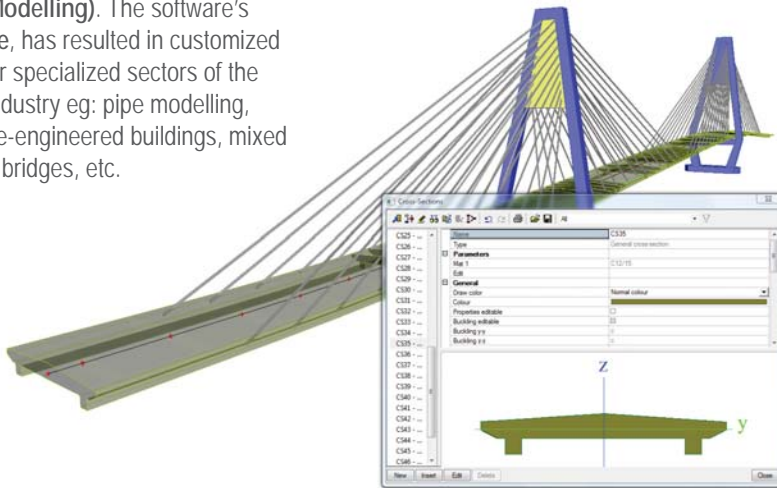 Modelling). The software's
e, has resulted in customized
r specialized sectors of the
dustry eg: pipe modelling,
e-engineered buildings, mixed
bridges, etc.
Cross-Sections
All
CS25 - ...
CS26 - ...
CS27 - ...
CS28 - ...
CS29 - ...
CS30 - ...
CS31 - ...
CS32 - ...
CS33 - ...
CS34 - ...
CS35 - ...
CS36 - ...
CS37 - ...
CS38 - ...
CS39 - ...
CS40 - ...
CS41 - ...
CS42 - ...
CS43 - ...
CS44 - ...
CS45 - ...
CS46 - ...
Name CS35
Type General cross-section
Parameters
Mat 1 C12/15
Edit
General
Draw color Normal colour
Colour
Properties editable
Buckling editable
Buckling y-y
Buckling z-z
z
y
New Insert Edit Delete Close